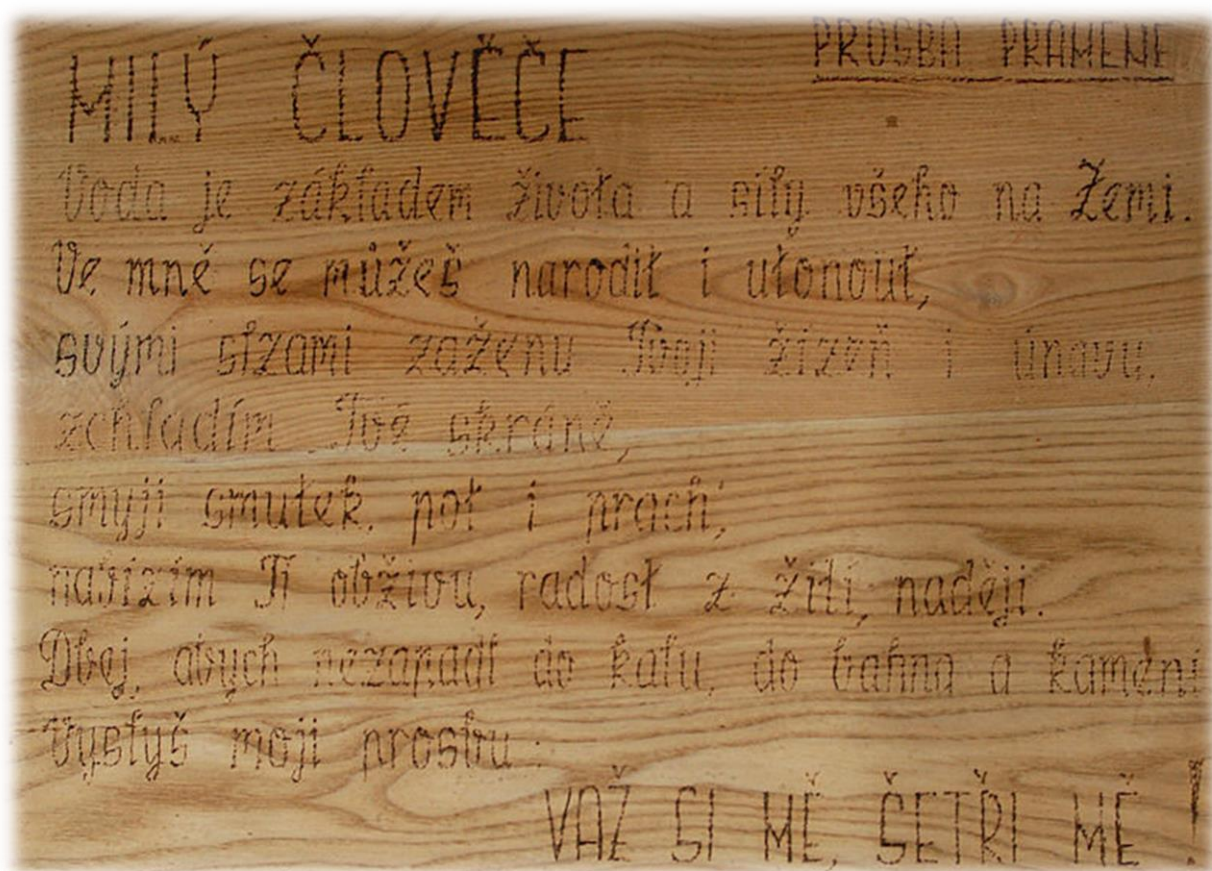 PROSBA PRAMENE
MILÝ ČLOVĚČE
Voda je základem života a síly všeho na Zemi.
Ve mně se můžeš narodit i utonout,
svými slzami zaženu Tvoji žízeň i únavu,
zchladím Tvé skráně,
smyji smutek, pot i prach,
nabízím Ti obživu, radost z žití, naději.
Dbej, abych nezapadl do kalu, do bahna a kamení
Vyslyš moji prosbu:
VAŽ SI MĚ, ŠETŘI MĚ!